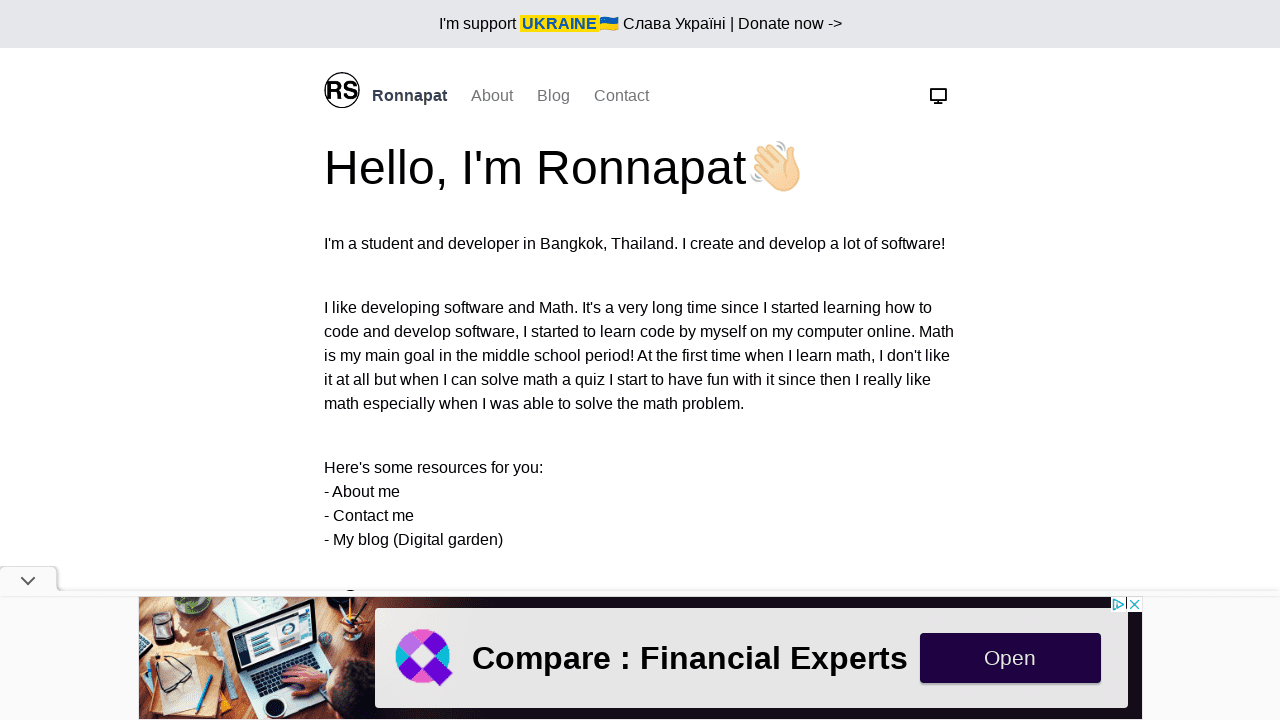 I'm support UKRAINE🇺🇦 Слава Україні | Donate now ->
RS Ronnapat About Blog Contact
Hello, I'm Ronnapat👋🏼
I'm a student and developer in Bangkok, Thailand. I create and develop a lot of software!
I like developing software and Math. It's a very long time since I started learning how to
code and develop software, I started to learn code by myself on my computer online. Math
is my main goal in the middle school period! At the first time when I learn math, I don't like
it at all but when I can solve math a quiz I start to have fun with it since then I really like
math especially when I was able to solve the math problem.
Here's some resources for you:
- About me
- Contact me
- My blog (Digital garden)
Compare : Financial Experts
Open